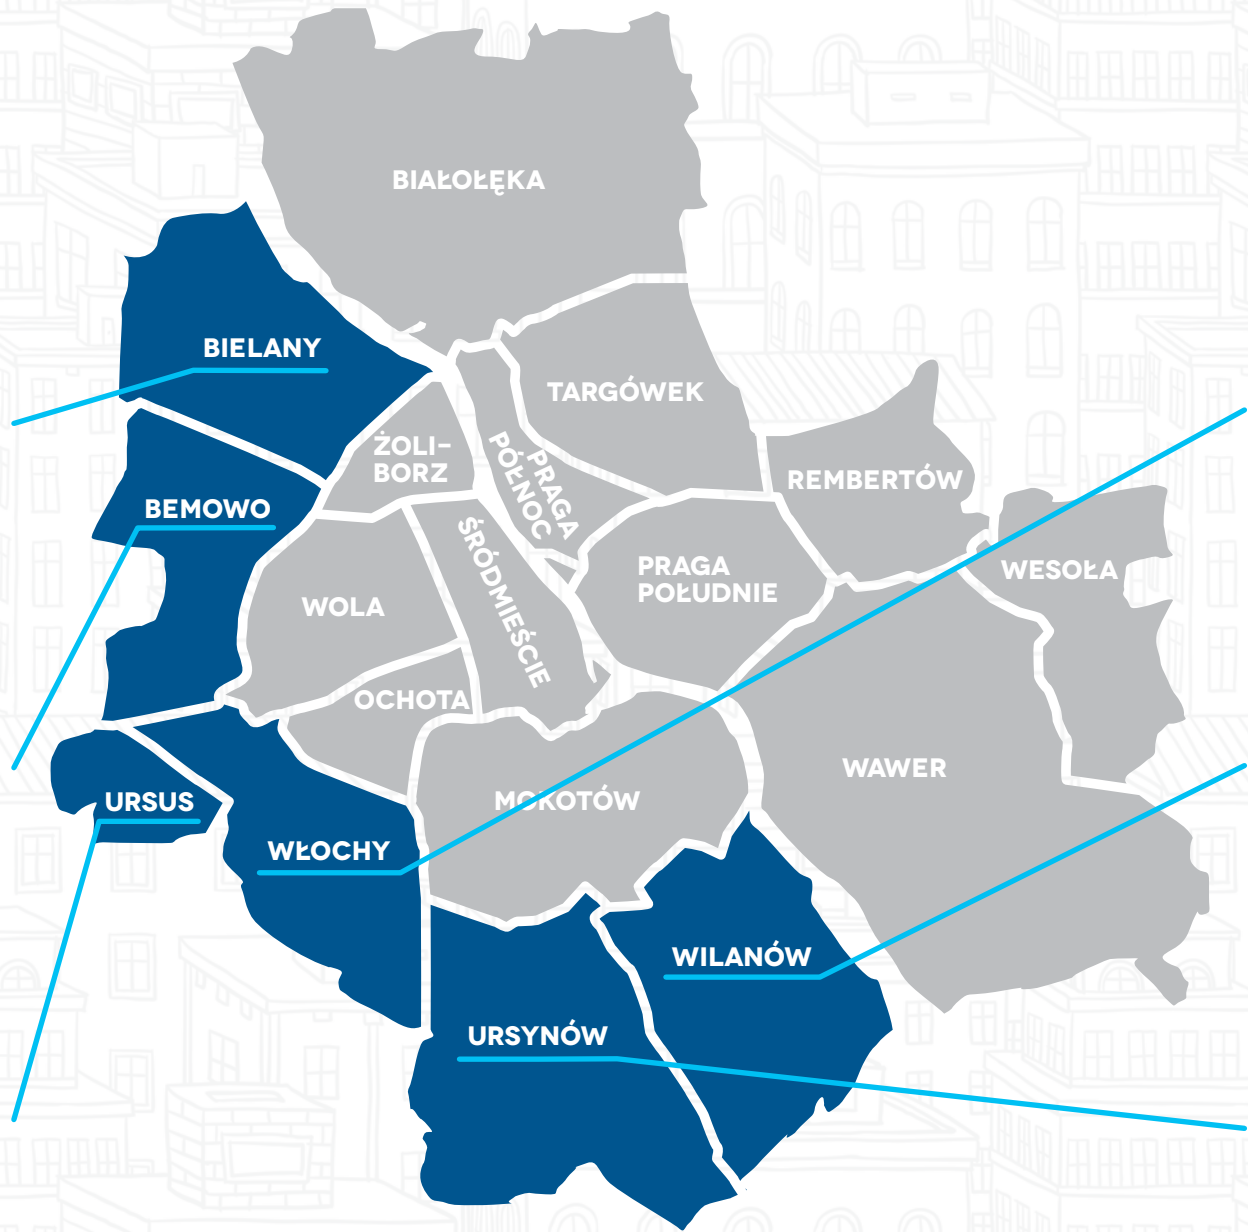 BIAŁOŁĘKA
BIELANY
TARGÓWEK
ŻOLI-
BORZ
PRAGA
PÓŁNOC
REMBERTÓW
BEMOWO
ŚRÓDMIEŚCIE
PRAGA
POŁUDNIE
WESOŁA
WOLA
OCHOTA
WAWER
URSUS
MOKOTÓW
WŁOCHY
WILANÓW
URSYNÓW